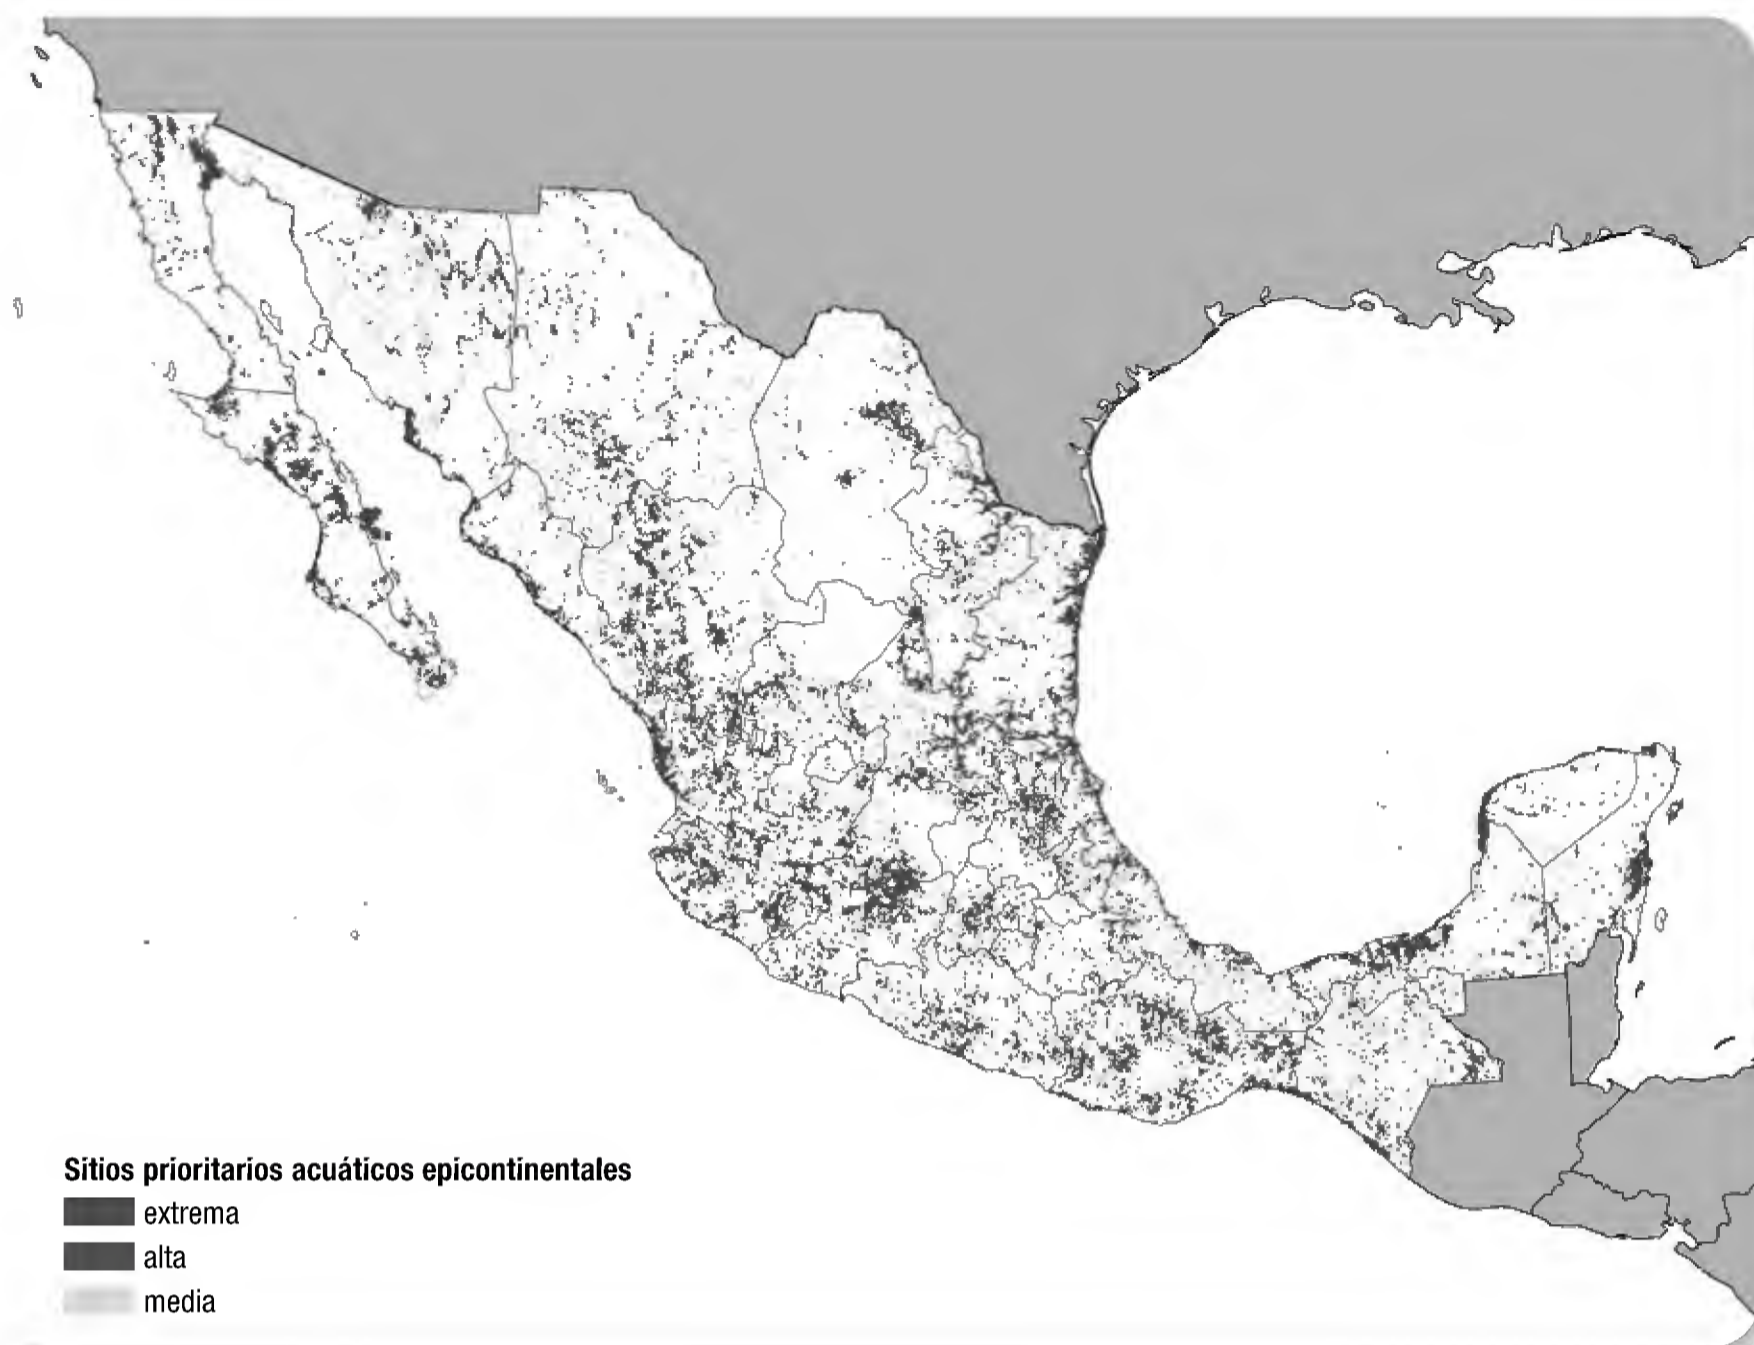 Sitios prioritarios acuáticos epicontinentales
extrema
alta
media